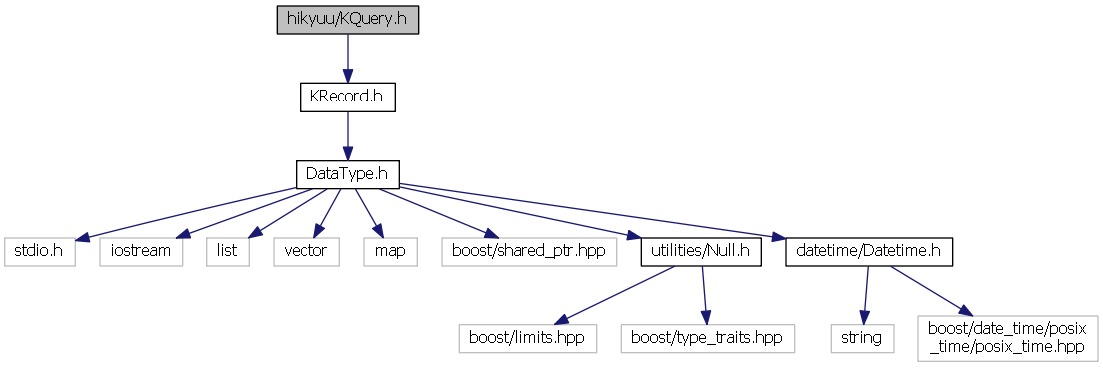 hikyuu/KQuery.h
KRecord.h
DataType.h
stdio.h
iostream
list
vector
map
boost/shared_ptr.hpp
utilities/Null.h
datetime/Datetime.h
boost/limits.hpp
boost/type_traits.hpp
string
boost/date_time/posix
_time/posix_time.hpp